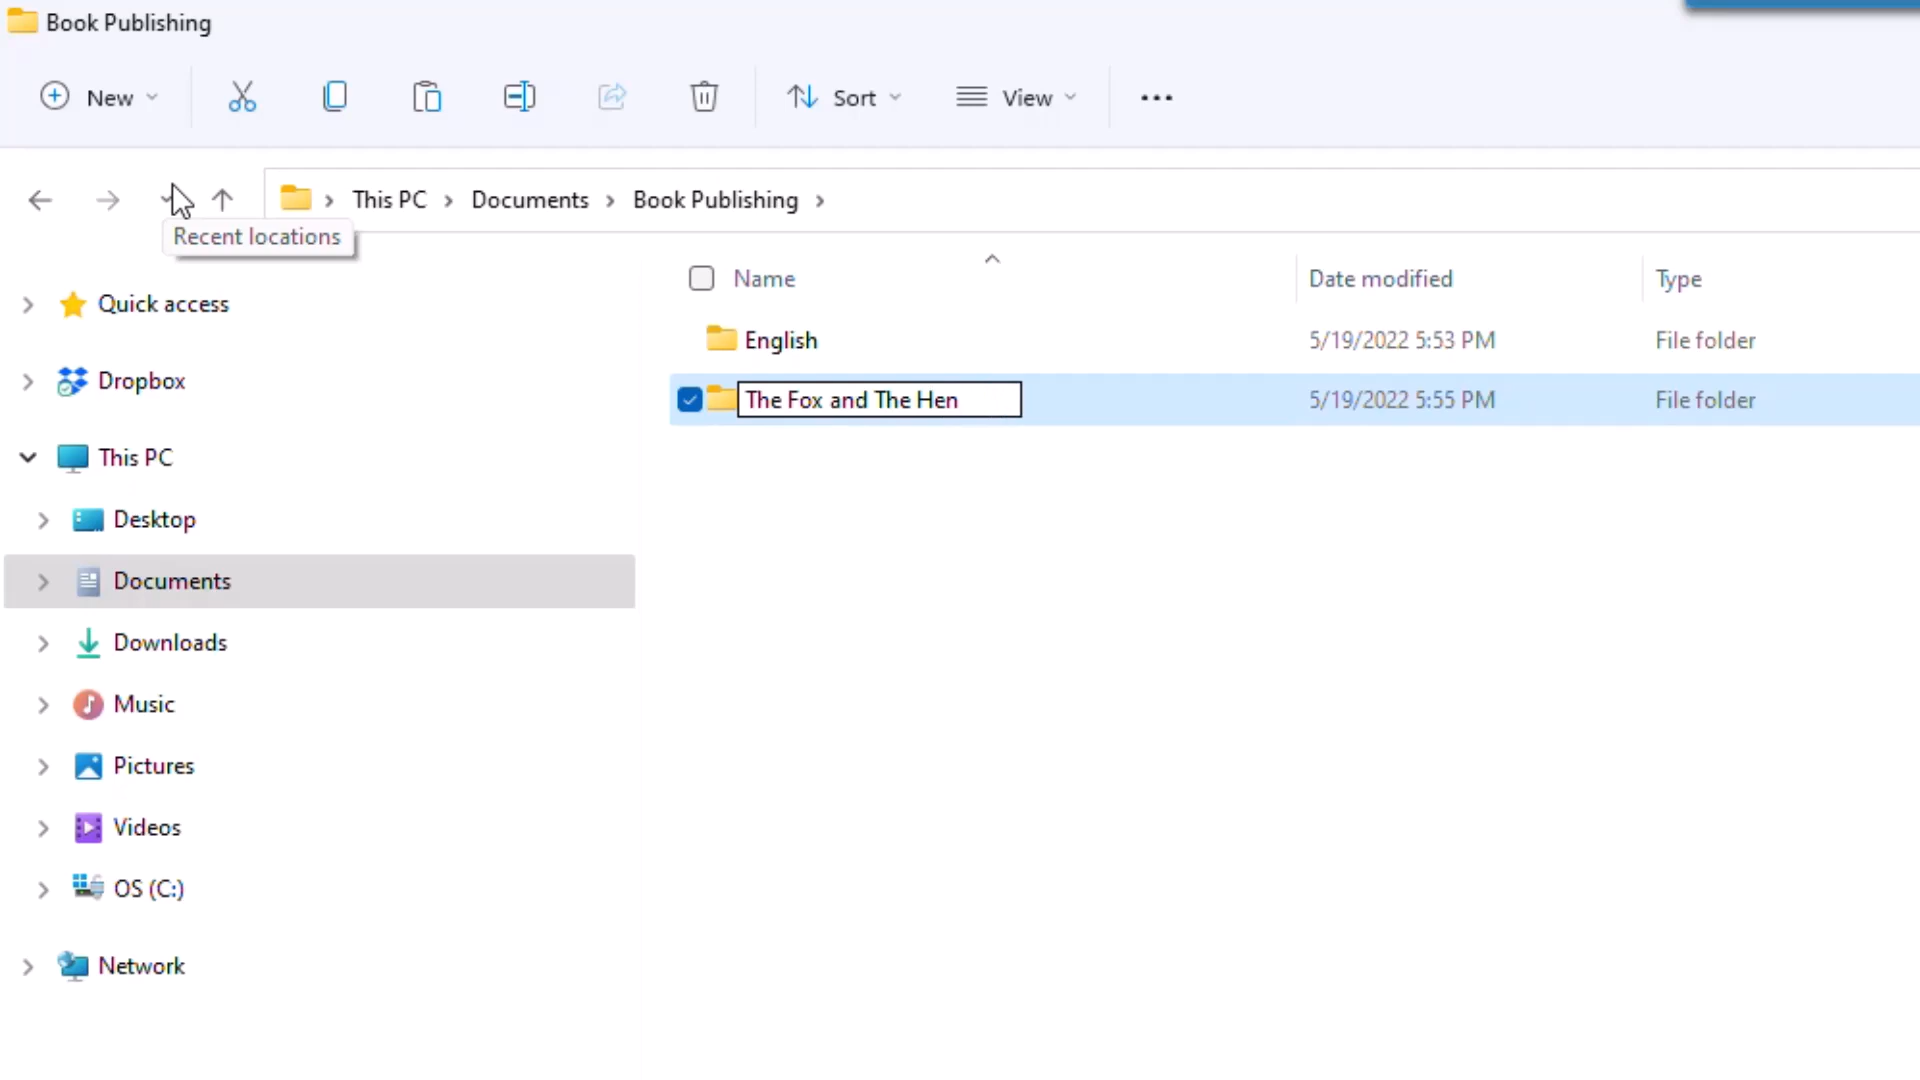 Book Publishing
New
Sort
View
This PC
Documents
Book Publishing
Recent locations
Quick access
Dropbox
This PC
Desktop
Documents
Downloads
Music
Pictures
Videos
OS (C:)
Network
Name Date modified Type
English 5/19/2022 5:53 PM File folder
The Fox and The Hen 5/19/2022 5:55 PM File folder